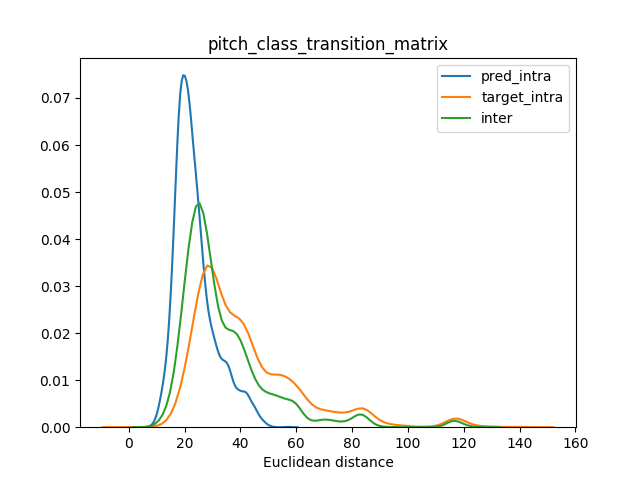 pitch_class_transition_matrix
pred_intra
target_intra
inter
0.07
0.06
0.05
0.04
0.03
0.02
0.01
0.00
0 20 40 60 80 100 120 140 160
Euclidean distance